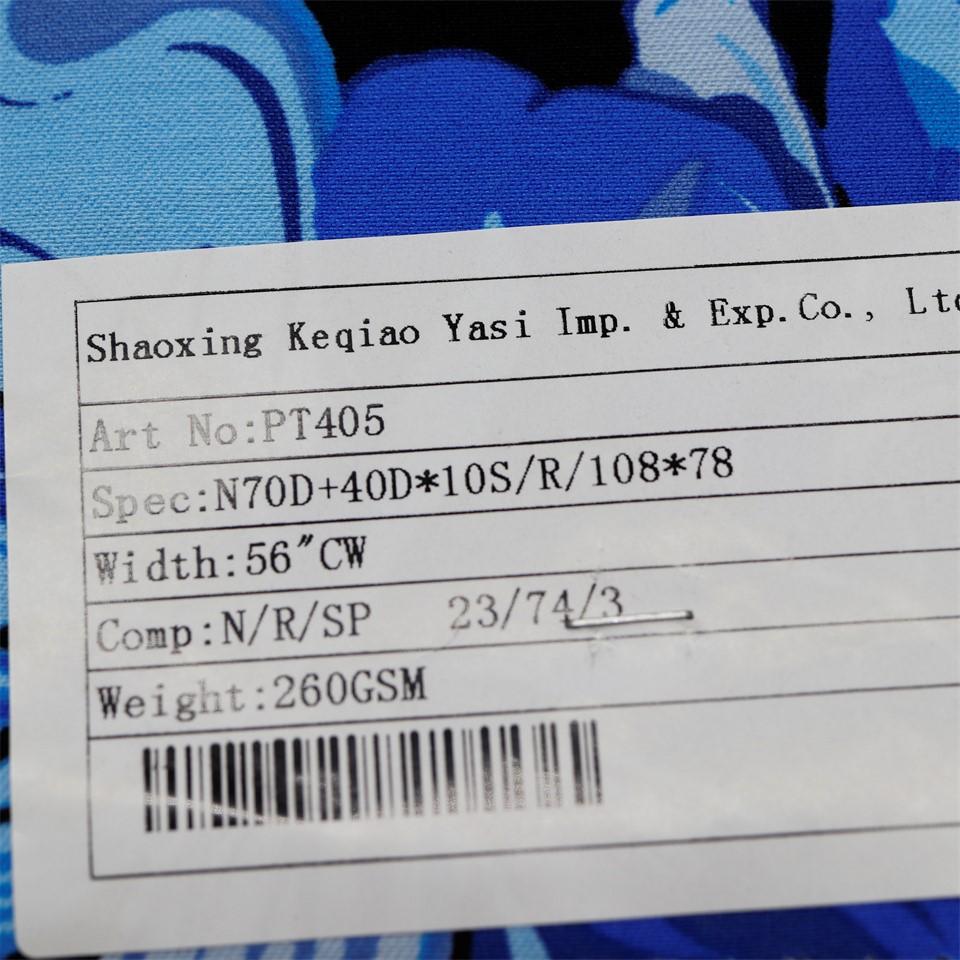 Shaoxing Keqiao Yasi Imp. & Exp.Co., Ltd
Art No:PT405
Spec:N70D+40D*10S/R/108*78
Width:56"CW
Comp:N/R/SP 23/74/3
Weight:260GSM